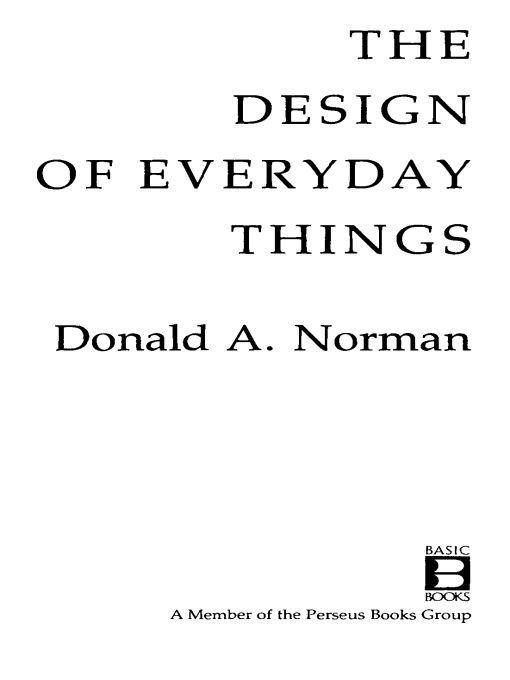 THE
DESIGN
OF EVERYDAY
THINGS
Donald A. Norman
BASIC
B
BOOKS
A Member of the Perseus Books Group